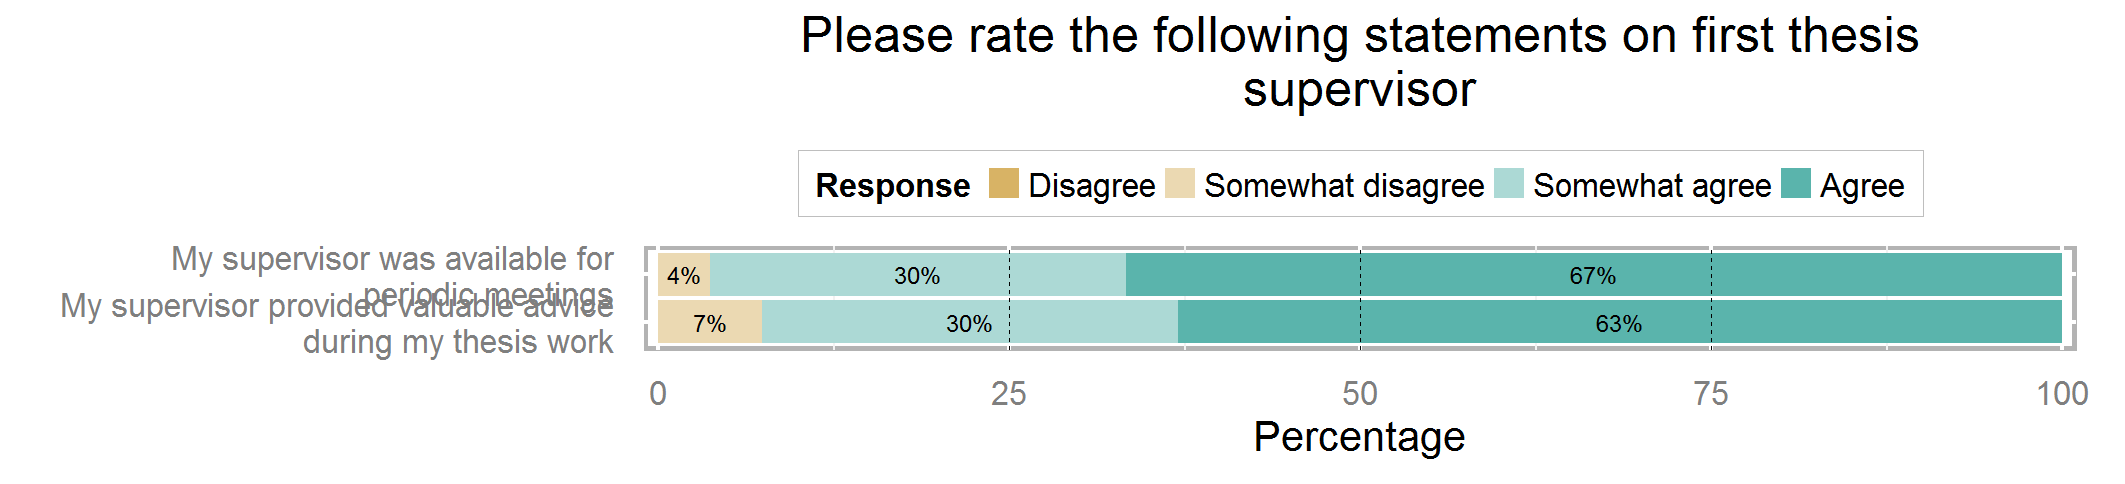 Please rate the following statements on first thesis
supervisor
Response Disagree Somewhat disagree Somewhat agree Agree
My supervisor was available for
periodic meetings
4% 30% 67%
My supervisor provided valuable advice
during my thesis work
7% 30% 63%
0 25 50 75 100
Percentage